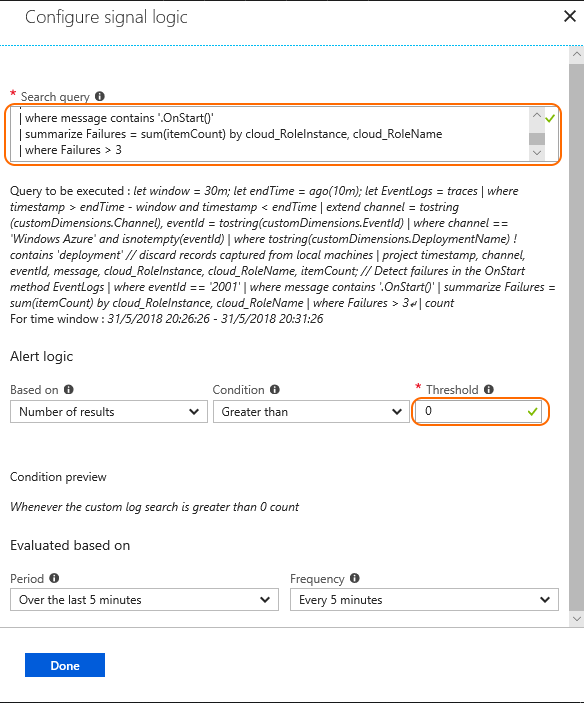 Configure signal logic
* Search query
| where message contains '.OnStart()'
| summarize Failures = sum(itemCount) by cloud_RoleInstance, cloud_RoleName
| where Failures > 3
Query to be executed : let window = 30m; let endTime = ago(10m); let EventLogs = traces | where
timestamp > endTime - window and timestamp < endTime | extend channel = tostring
(customDimensions.Channel), eventId = tostring(customDimensions.EventId) | where channel ==
'Windows Azure' and isnotempty(eventId) | where tostring(customDimensions.DeploymentName) !
contains 'deployment' // discard records captured from local machines | project timestamp, channel,
eventId, message, cloud_RoleInstance, cloud_RoleName, itemCount; // Detect failures in the OnStart
method EventLogs | where eventId == '2001' | where message contains '.OnStart()' | summarize Failures =
sum(itemCount) by cloud_RoleInstance, cloud_RoleName | where Failures > 3↲ | count
For time window : 31/5/2018 20:26:26 - 31/5/2018 20:31:26
Alert logic
Based on Condition * Threshold
Number of results Greater than 0
Condition preview
Whenever the custom log search is greater than 0 count
Evaluated based on
Period Frequency
Over the last 5 minutes Every 5 minutes
Done